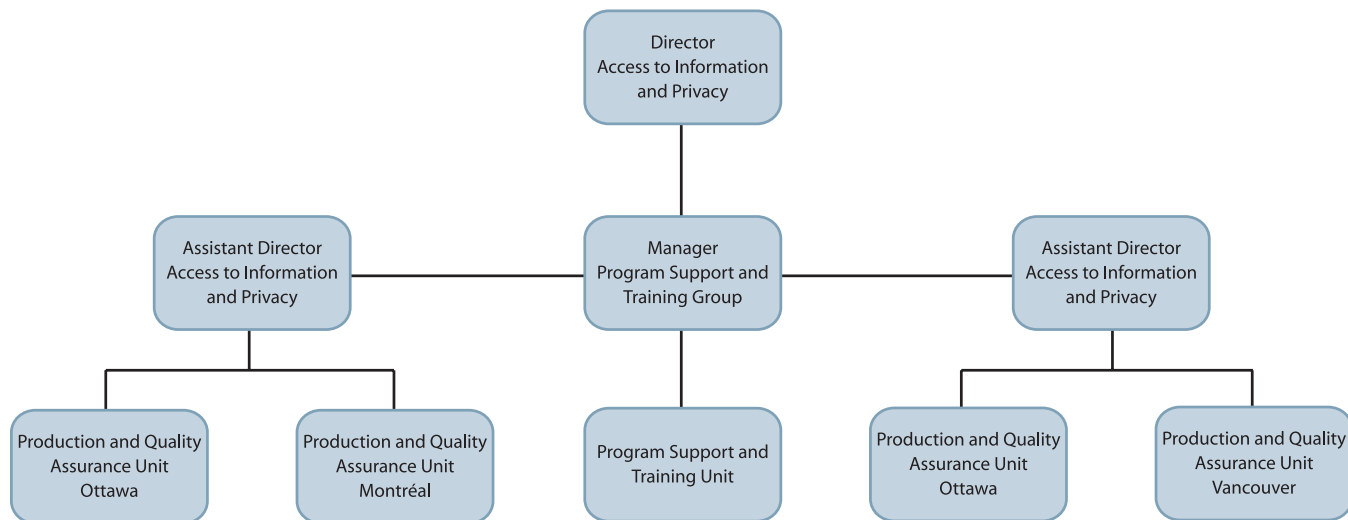 Director
Access to Information
and Privacy
Assistant Director
Access to Information
and Privacy
Manager
Program Support and
Training Group
Assistant Director
Access to Information
and Privacy
Production and Quality
Assurance Unit
Ottawa
Production and Quality
Assurance Unit
Montréal
Program Support and
Training Unit
Production and Quality
Assurance Unit
Ottawa
Production and Quality
Assurance Unit
Vancouver